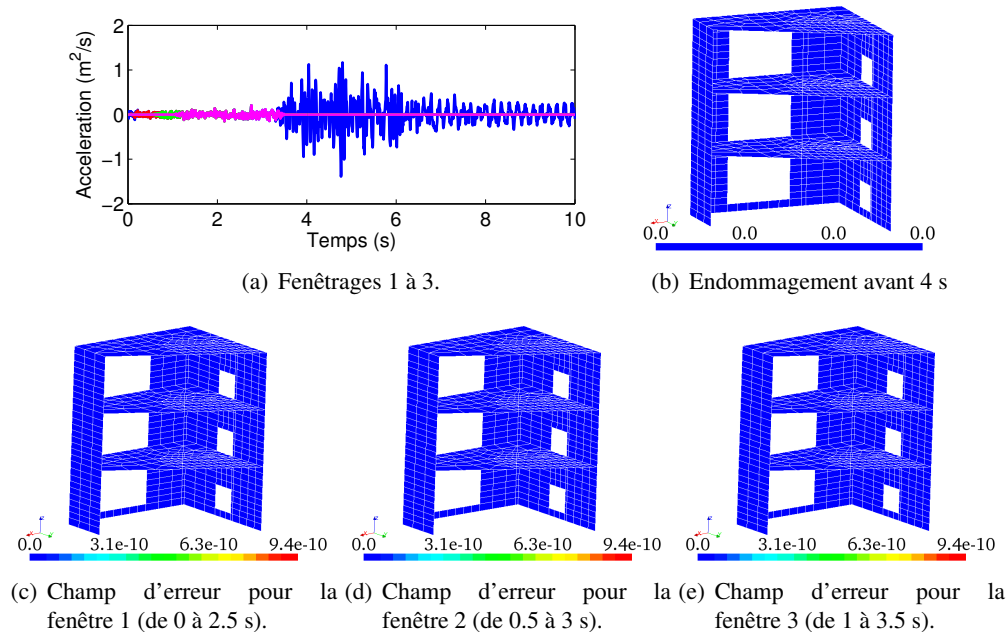 2
1
0
−1
−2
Acceleration (m²/s)
0 2 4 6 8 10
Temps (s)
(a) Fenêtrages 1 à 3.
0.0 0.0 0.0 0.0
(b) Endommagement avant 4 s
0.0 3.1e-10 6.3e-10 9.4e-10
(c) Champ d'erreur pour la
fenêtre 1 (de 0 à 2.5 s).
0.0 3.1e-10 6.3e-10 9.4e-10
(d) Champ d'erreur pour la
fenêtre 2 (de 0.5 à 3 s).
0.0 3.1e-10 6.3e-10 9.4e-10
(e) Champ d'erreur pour la
fenêtre 3 (de 1 à 3.5 s).